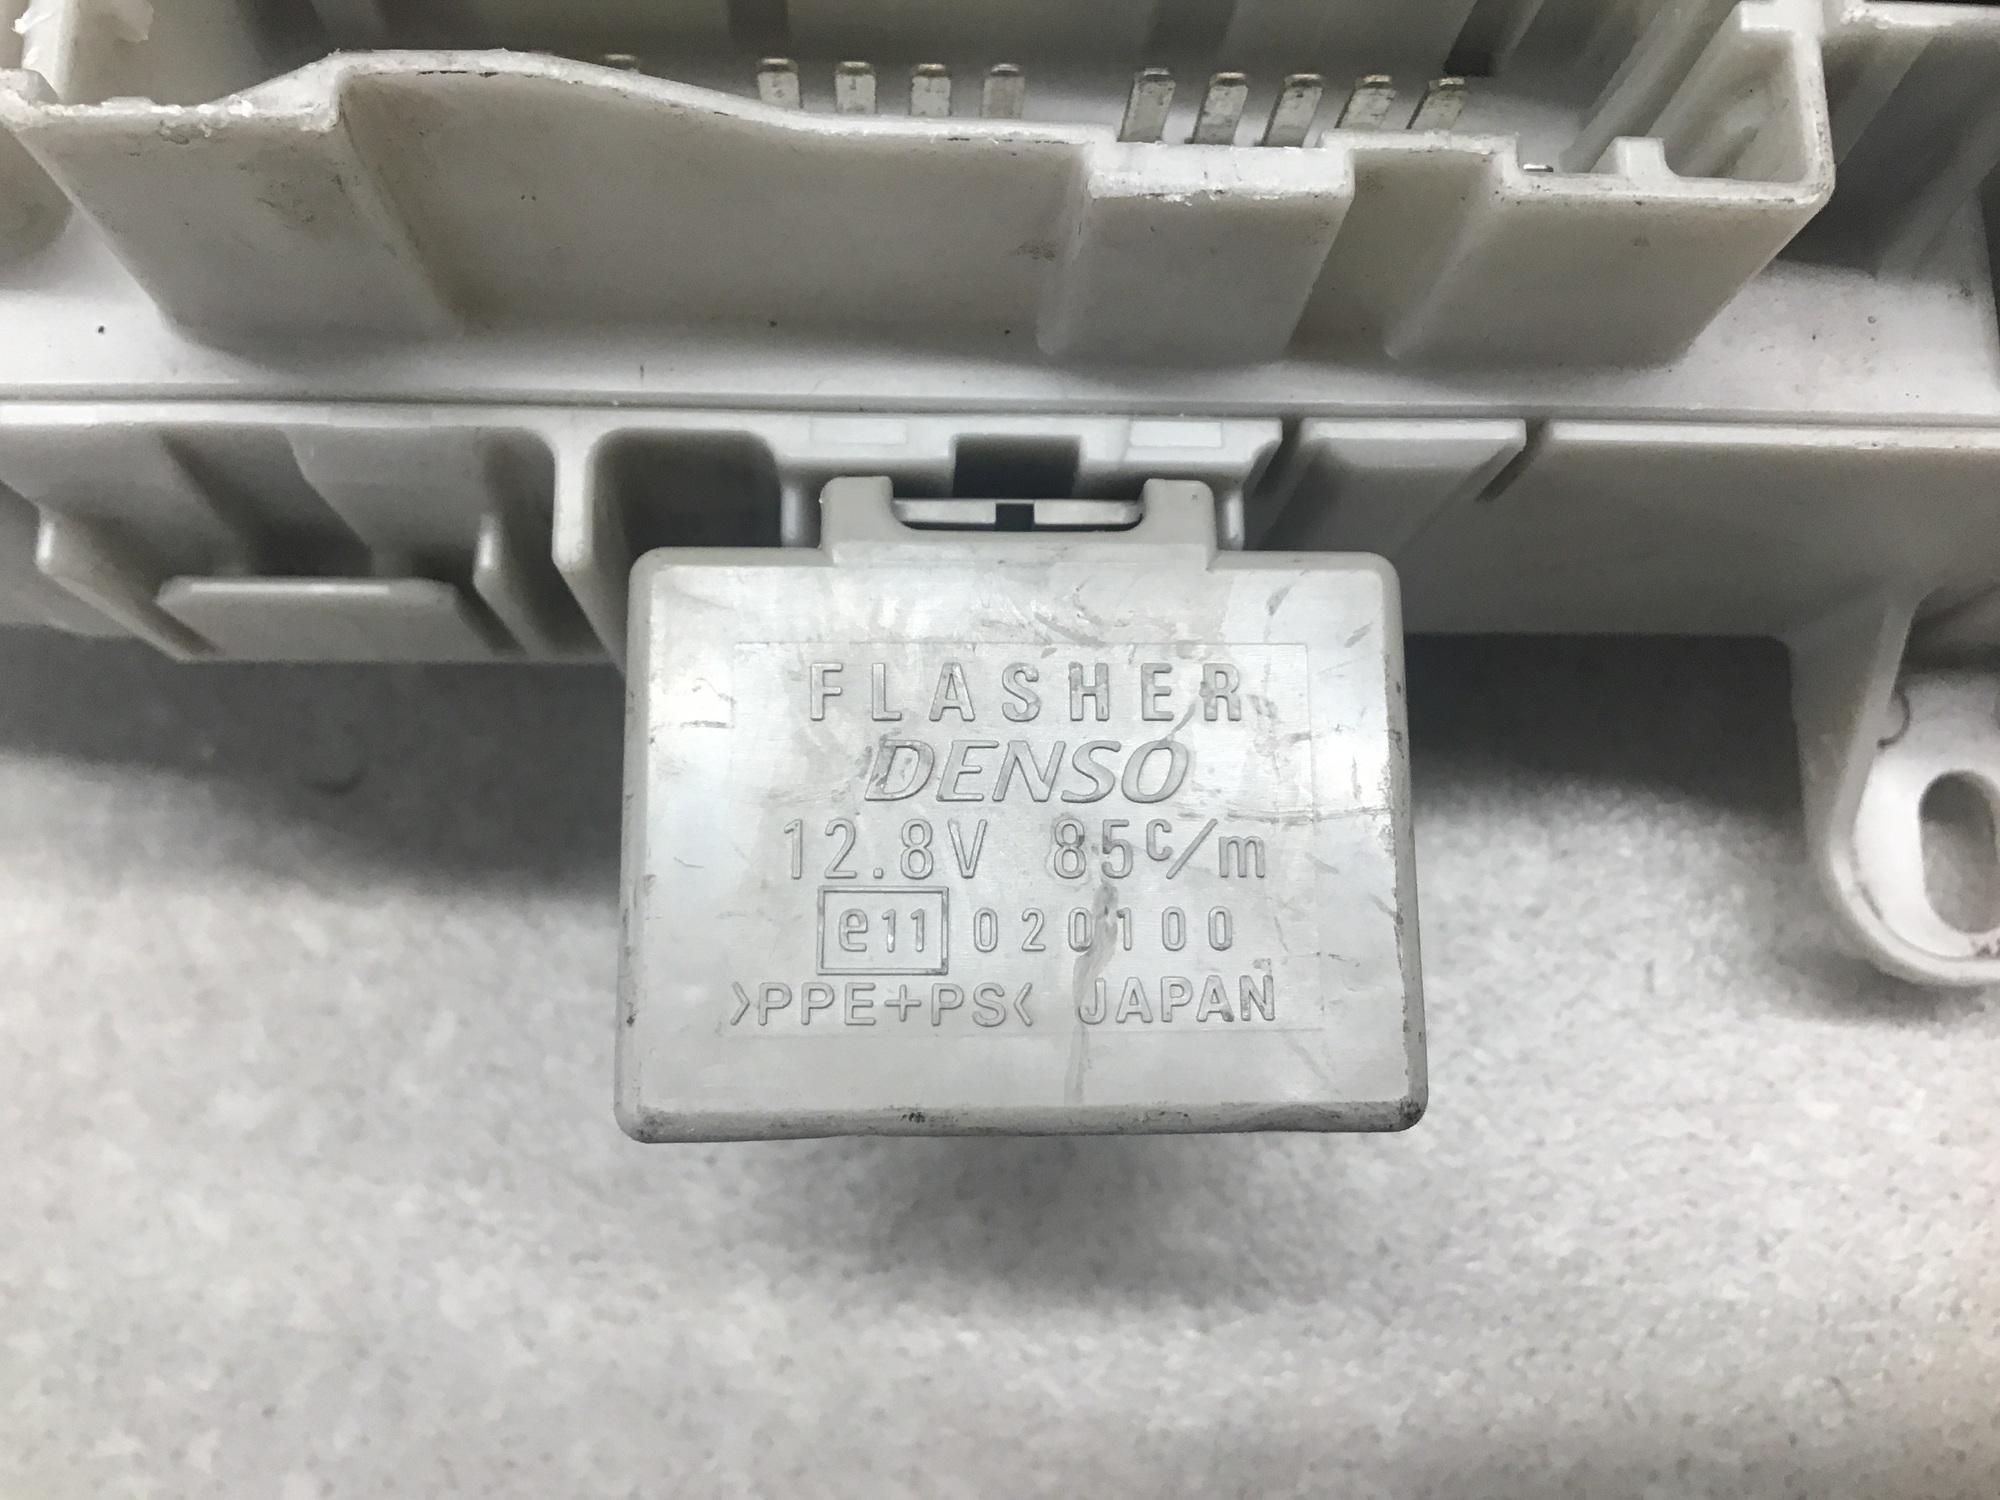 FLASHER
DENSO
12.8V 85C/m
e11 020100
>PPE+PS< JAPAN